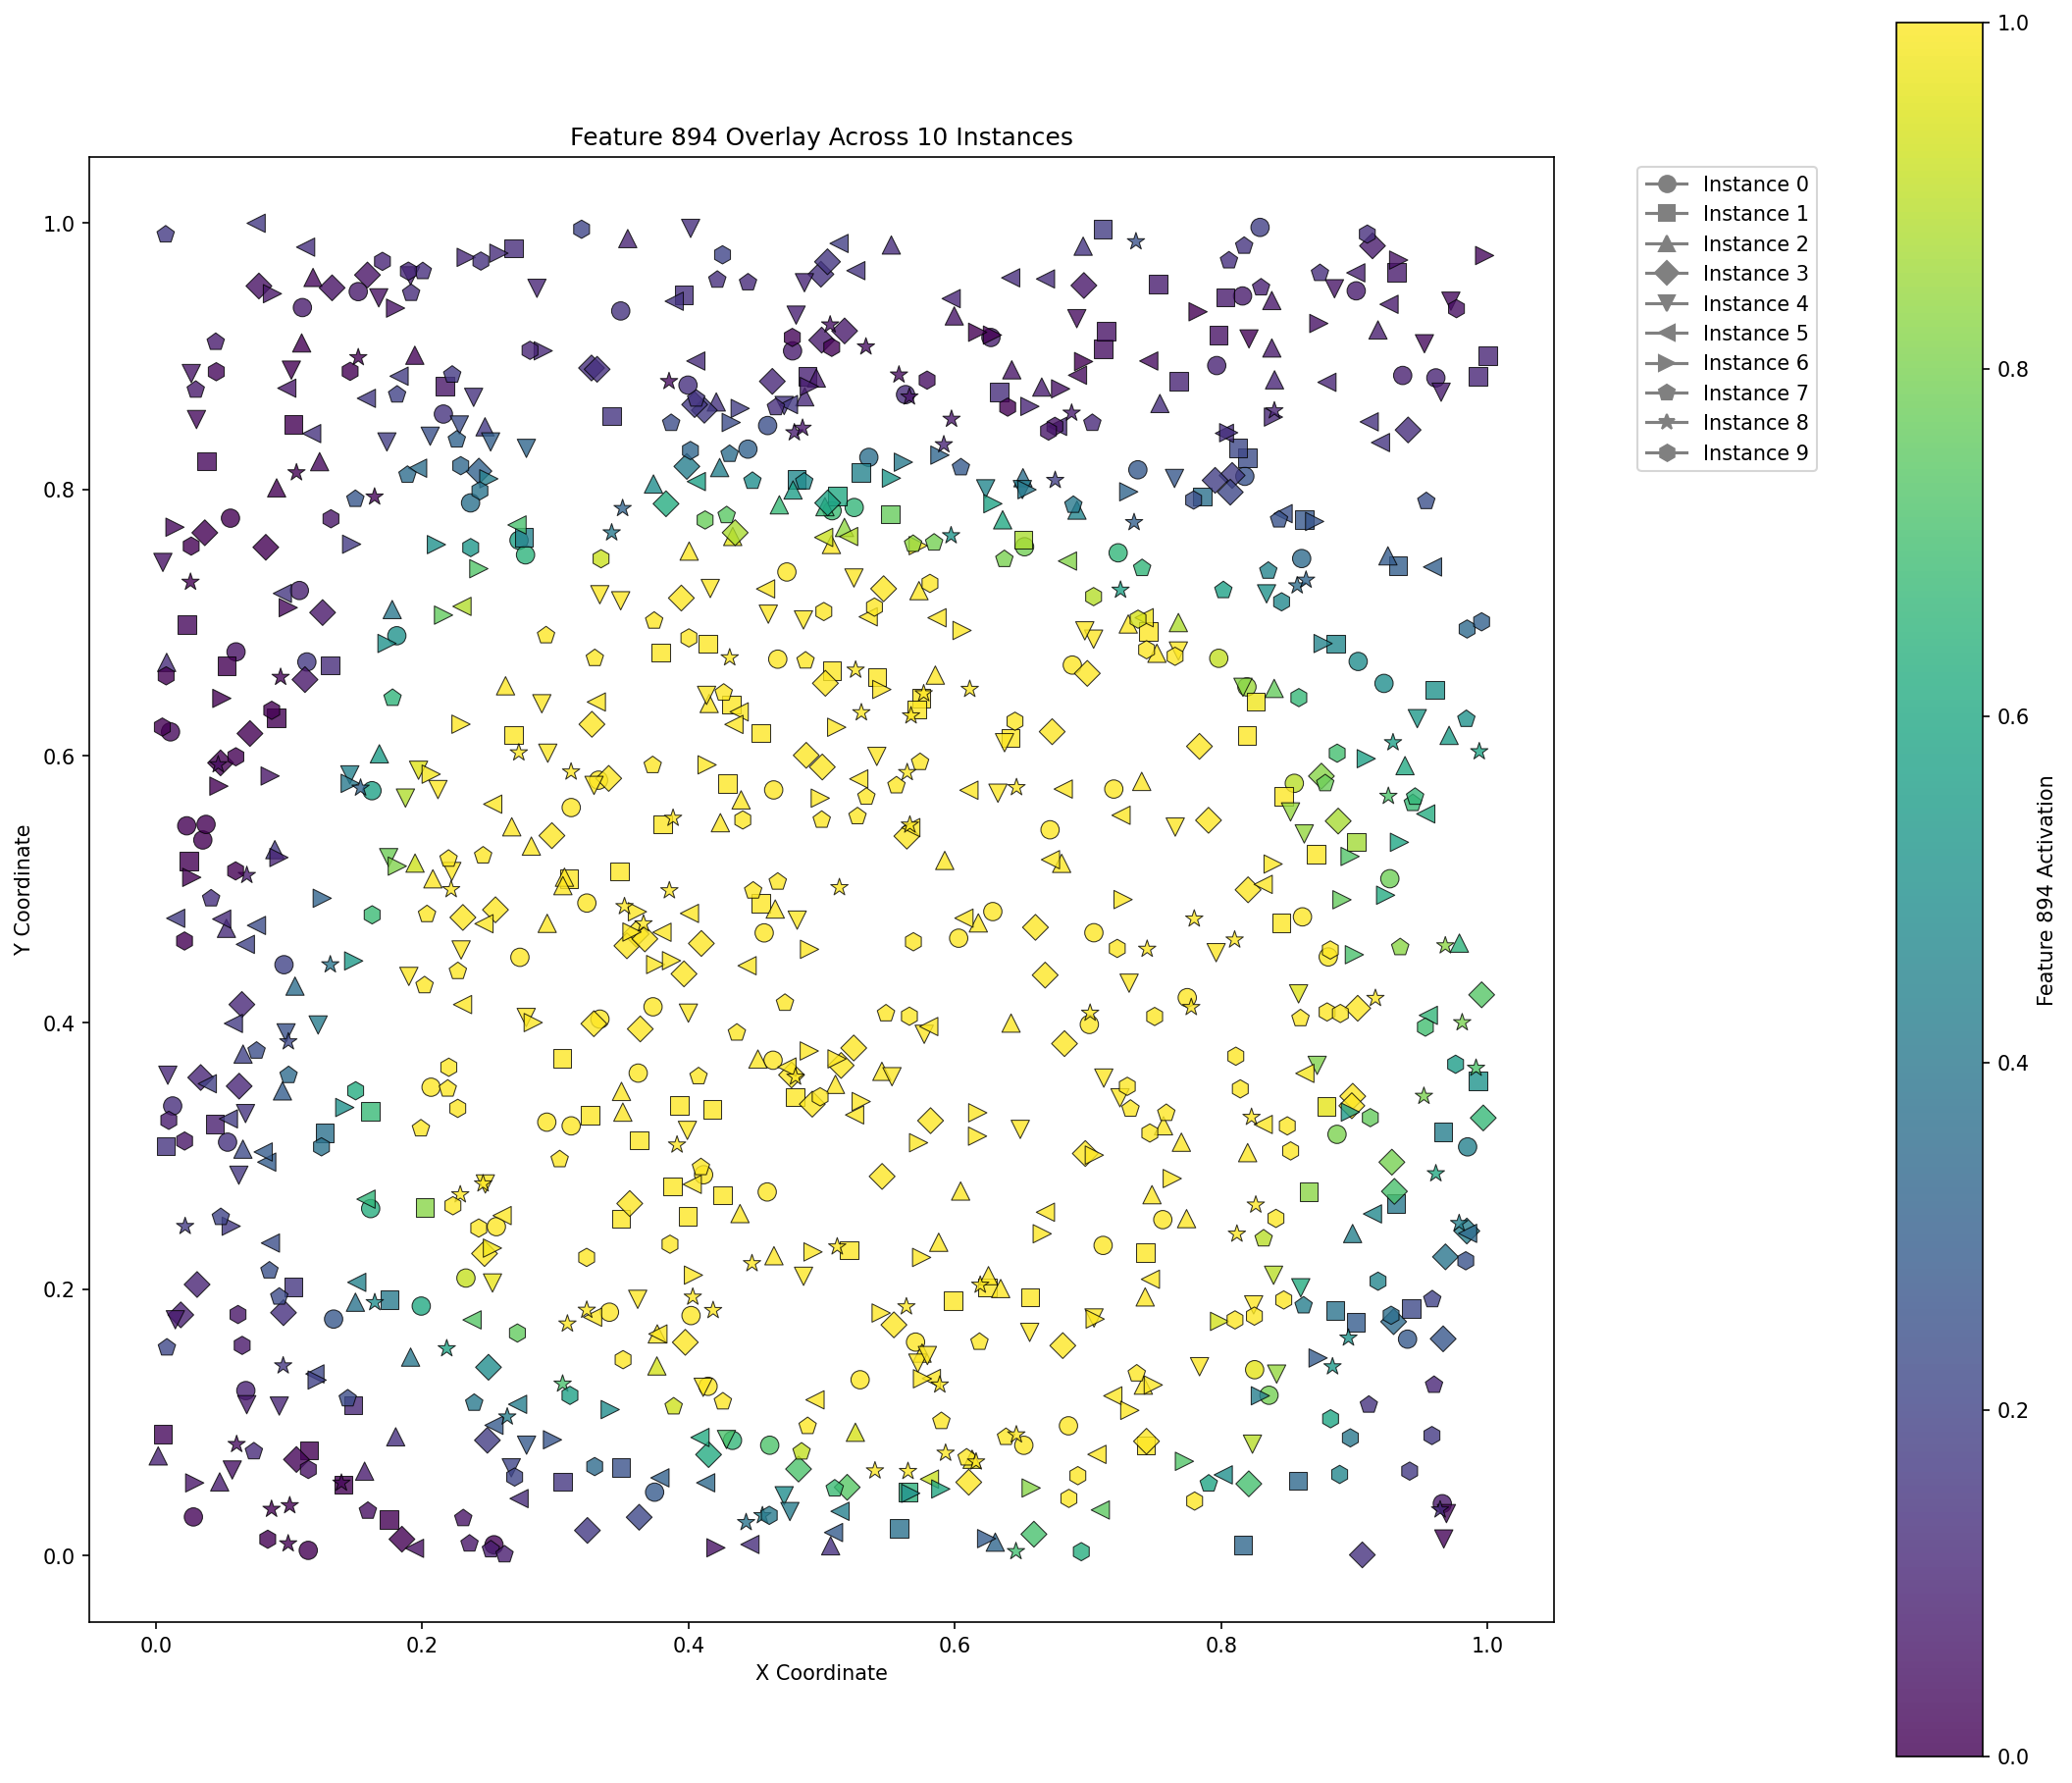 Feature 894 Overlay Across 10 Instances
1.0
0.8
0.6
0.4
0.2
0.0
Y Coordinate
0.0
0.2
0.4
0.6
0.8
1.0
X Coordinate
Instance 0
Instance 1
Instance 2
Instance 3
Instance 4
Instance 5
Instance 6
Instance 7
Instance 8
Instance 9
1.0
0.8
0.6
0.4
0.2
0.0
Feature 894 Activation